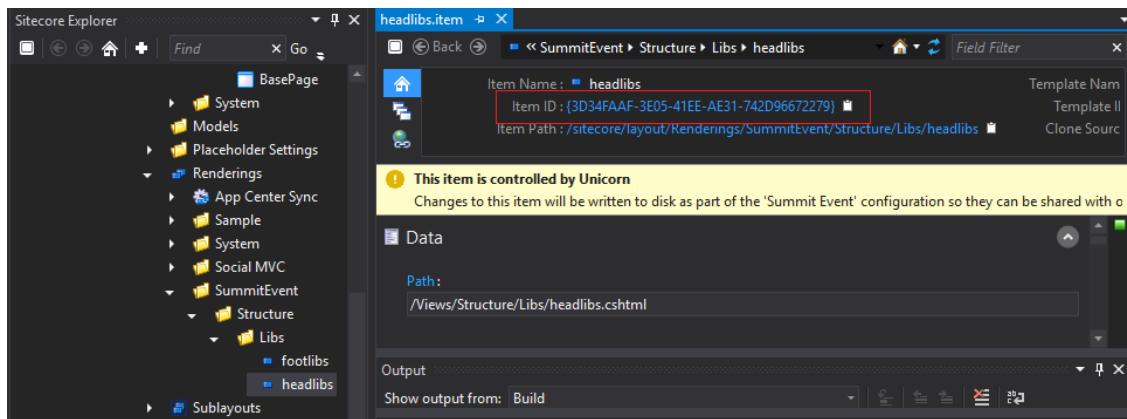 Sitecore Explorer
Find
Go
BasePage
System
Models
Placeholder Settings
Renderings
App Center Sync
Sample
System
Social MVC
SummitEvent
Structure
Libs
footlibs
headlibs
Sublayouts
headlibs.item
Back
« SummitEvent Structure Libs headlibs
Field Filter
Item Name : headlibs
Template Nam
Item ID : {3D34FAAF-3E05-41EE-AE31-742D96672279}
Template II
Item Path : /sitecore/layout/Renderings/SummitEvent/Structure/Libs/headlibs
Clone Sourc
This item is controlled by Unicorn
Changes to this item will be written to disk as part of the 'Summit Event' configuration so they can be shared with o
Data
Path :
/Views/Structure/Libs/headlibs.cshtml
Output
Show output from: Build